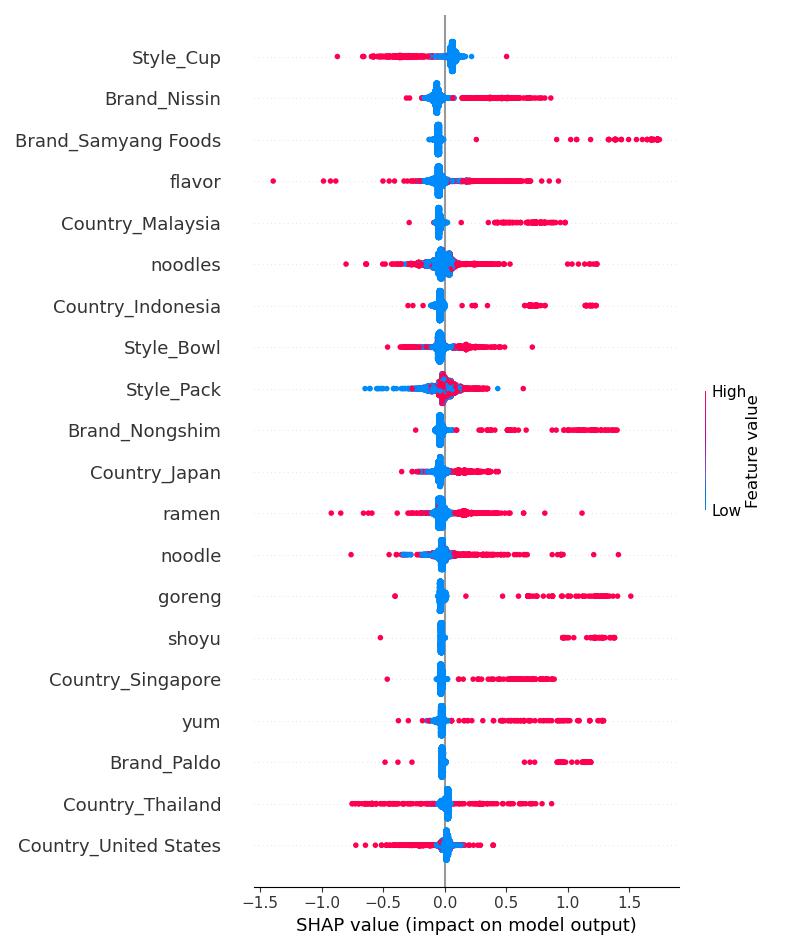 Style_Cup
Brand_Nissin
Brand_Samyang Foods
flavor
Country_Malaysia
noodles
Country_Indonesia
Style_Bowl
Style_Pack
High
Brand_Nongshim
Country_Japan
ramen
Low
Feature value
noodle
goreng
shoyu
Country_Singapore
yum
Brand_Paldo
Country_Thailand
Country_United States
−1.5 −1.0 −0.5 0.0 0.5 1.0 1.5
SHAP value (impact on model output)